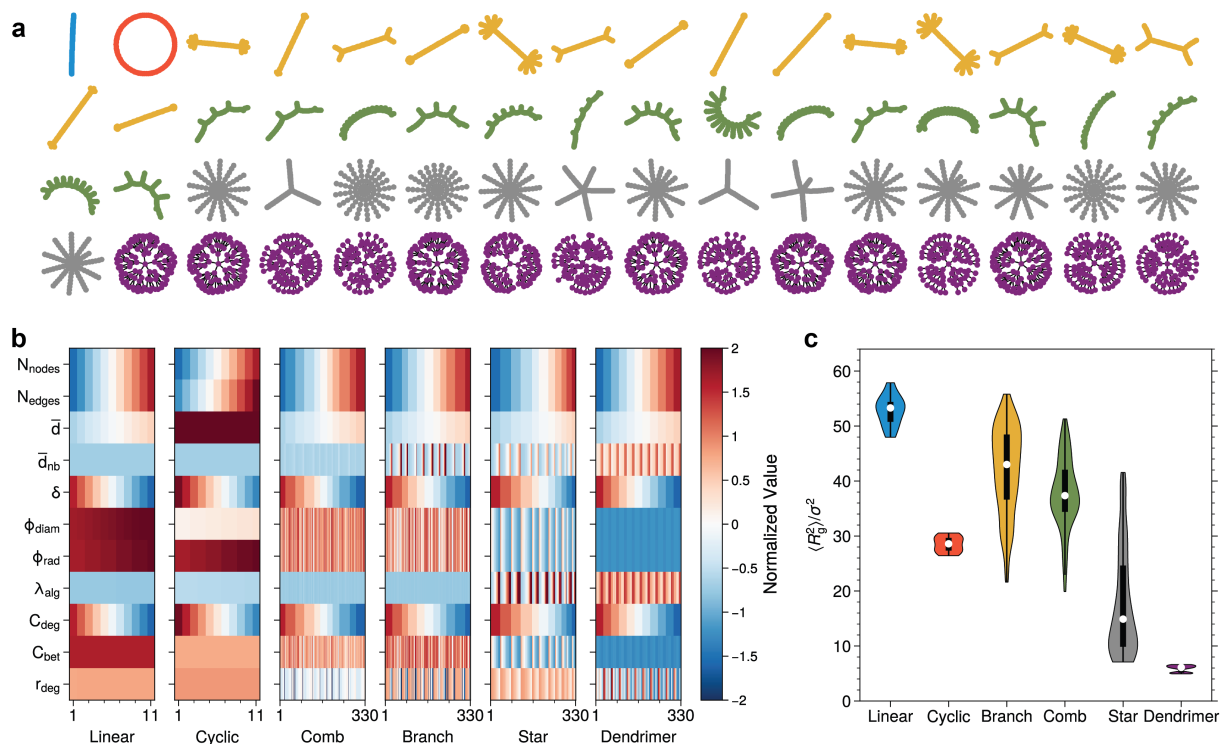 a
b
N_nodes
N_edges
d̅
d̅_nb
δ
ϕ_diam
ϕ_rad
λ_alg
C_deg
C_bet
r_deg
1 11
Linear
1 11
Cyclic
1 330
Comb
1 330
Branch
1 330
Star
1 330
Dendrimer
2
1.5
1
0.5
0
−0.5
−1
−1.5
−2
Normalized Value
c
60
50
40
30
20
10
0
⟨R_g^2⟩/σ^2
Linear Cyclic Branch Comb Star Dendrimer